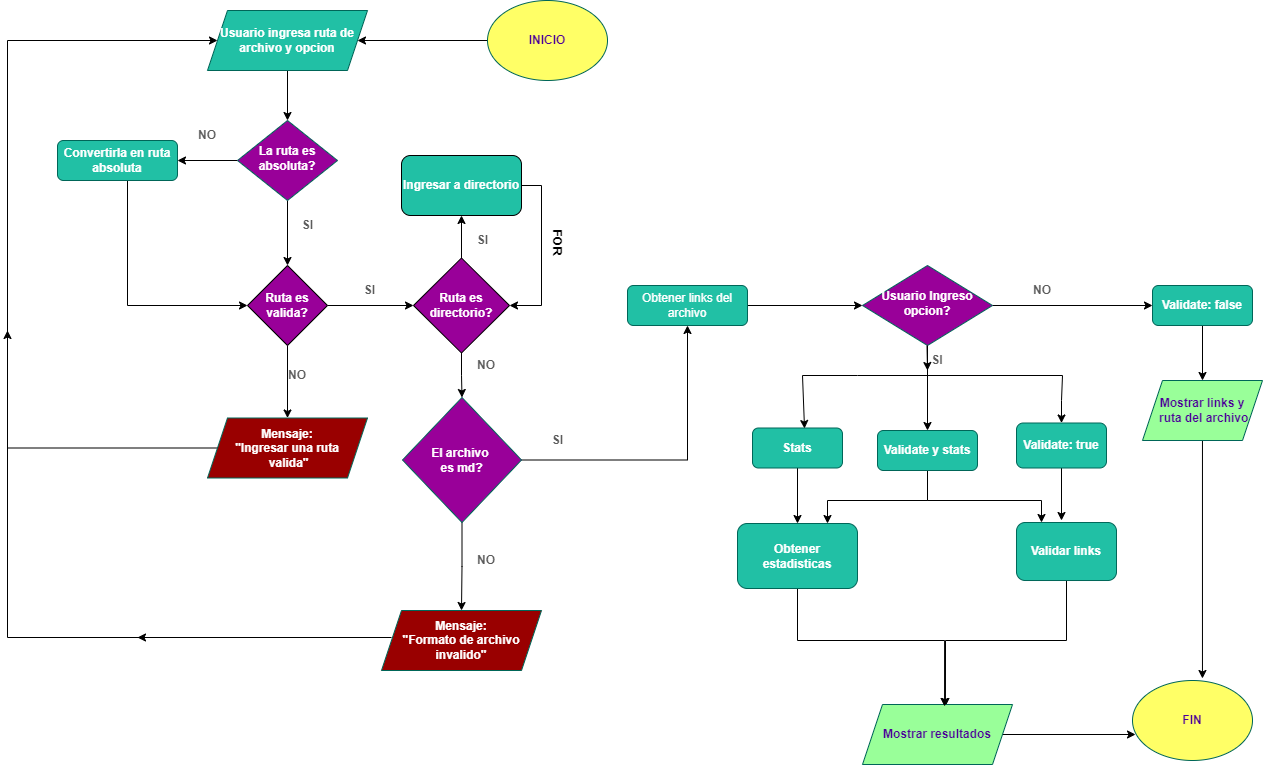 Usuario ingresa ruta de
archivo y opcion
INICIO
NO
La ruta es
absoluta?
Convertirla en ruta
absoluta
SI
Ingresar a directorio
SI
FOR
Ruta es
valida?
SI
Ruta es
directorio?
NO
NO
Mensaje:
"Ingresar una ruta
valida"
El archivo
es md?
SI
NO
Mensaje:
"Formato de archivo
invalido"
Obtener links del
archivo
Usuario Ingreso
opcion?
NO
Validate: false
SI
Mostrar links y
ruta del archivo
Stats
Validate y stats
Validate: true
Obtener
estadisticas
Validar links
Mostrar resultados
FIN